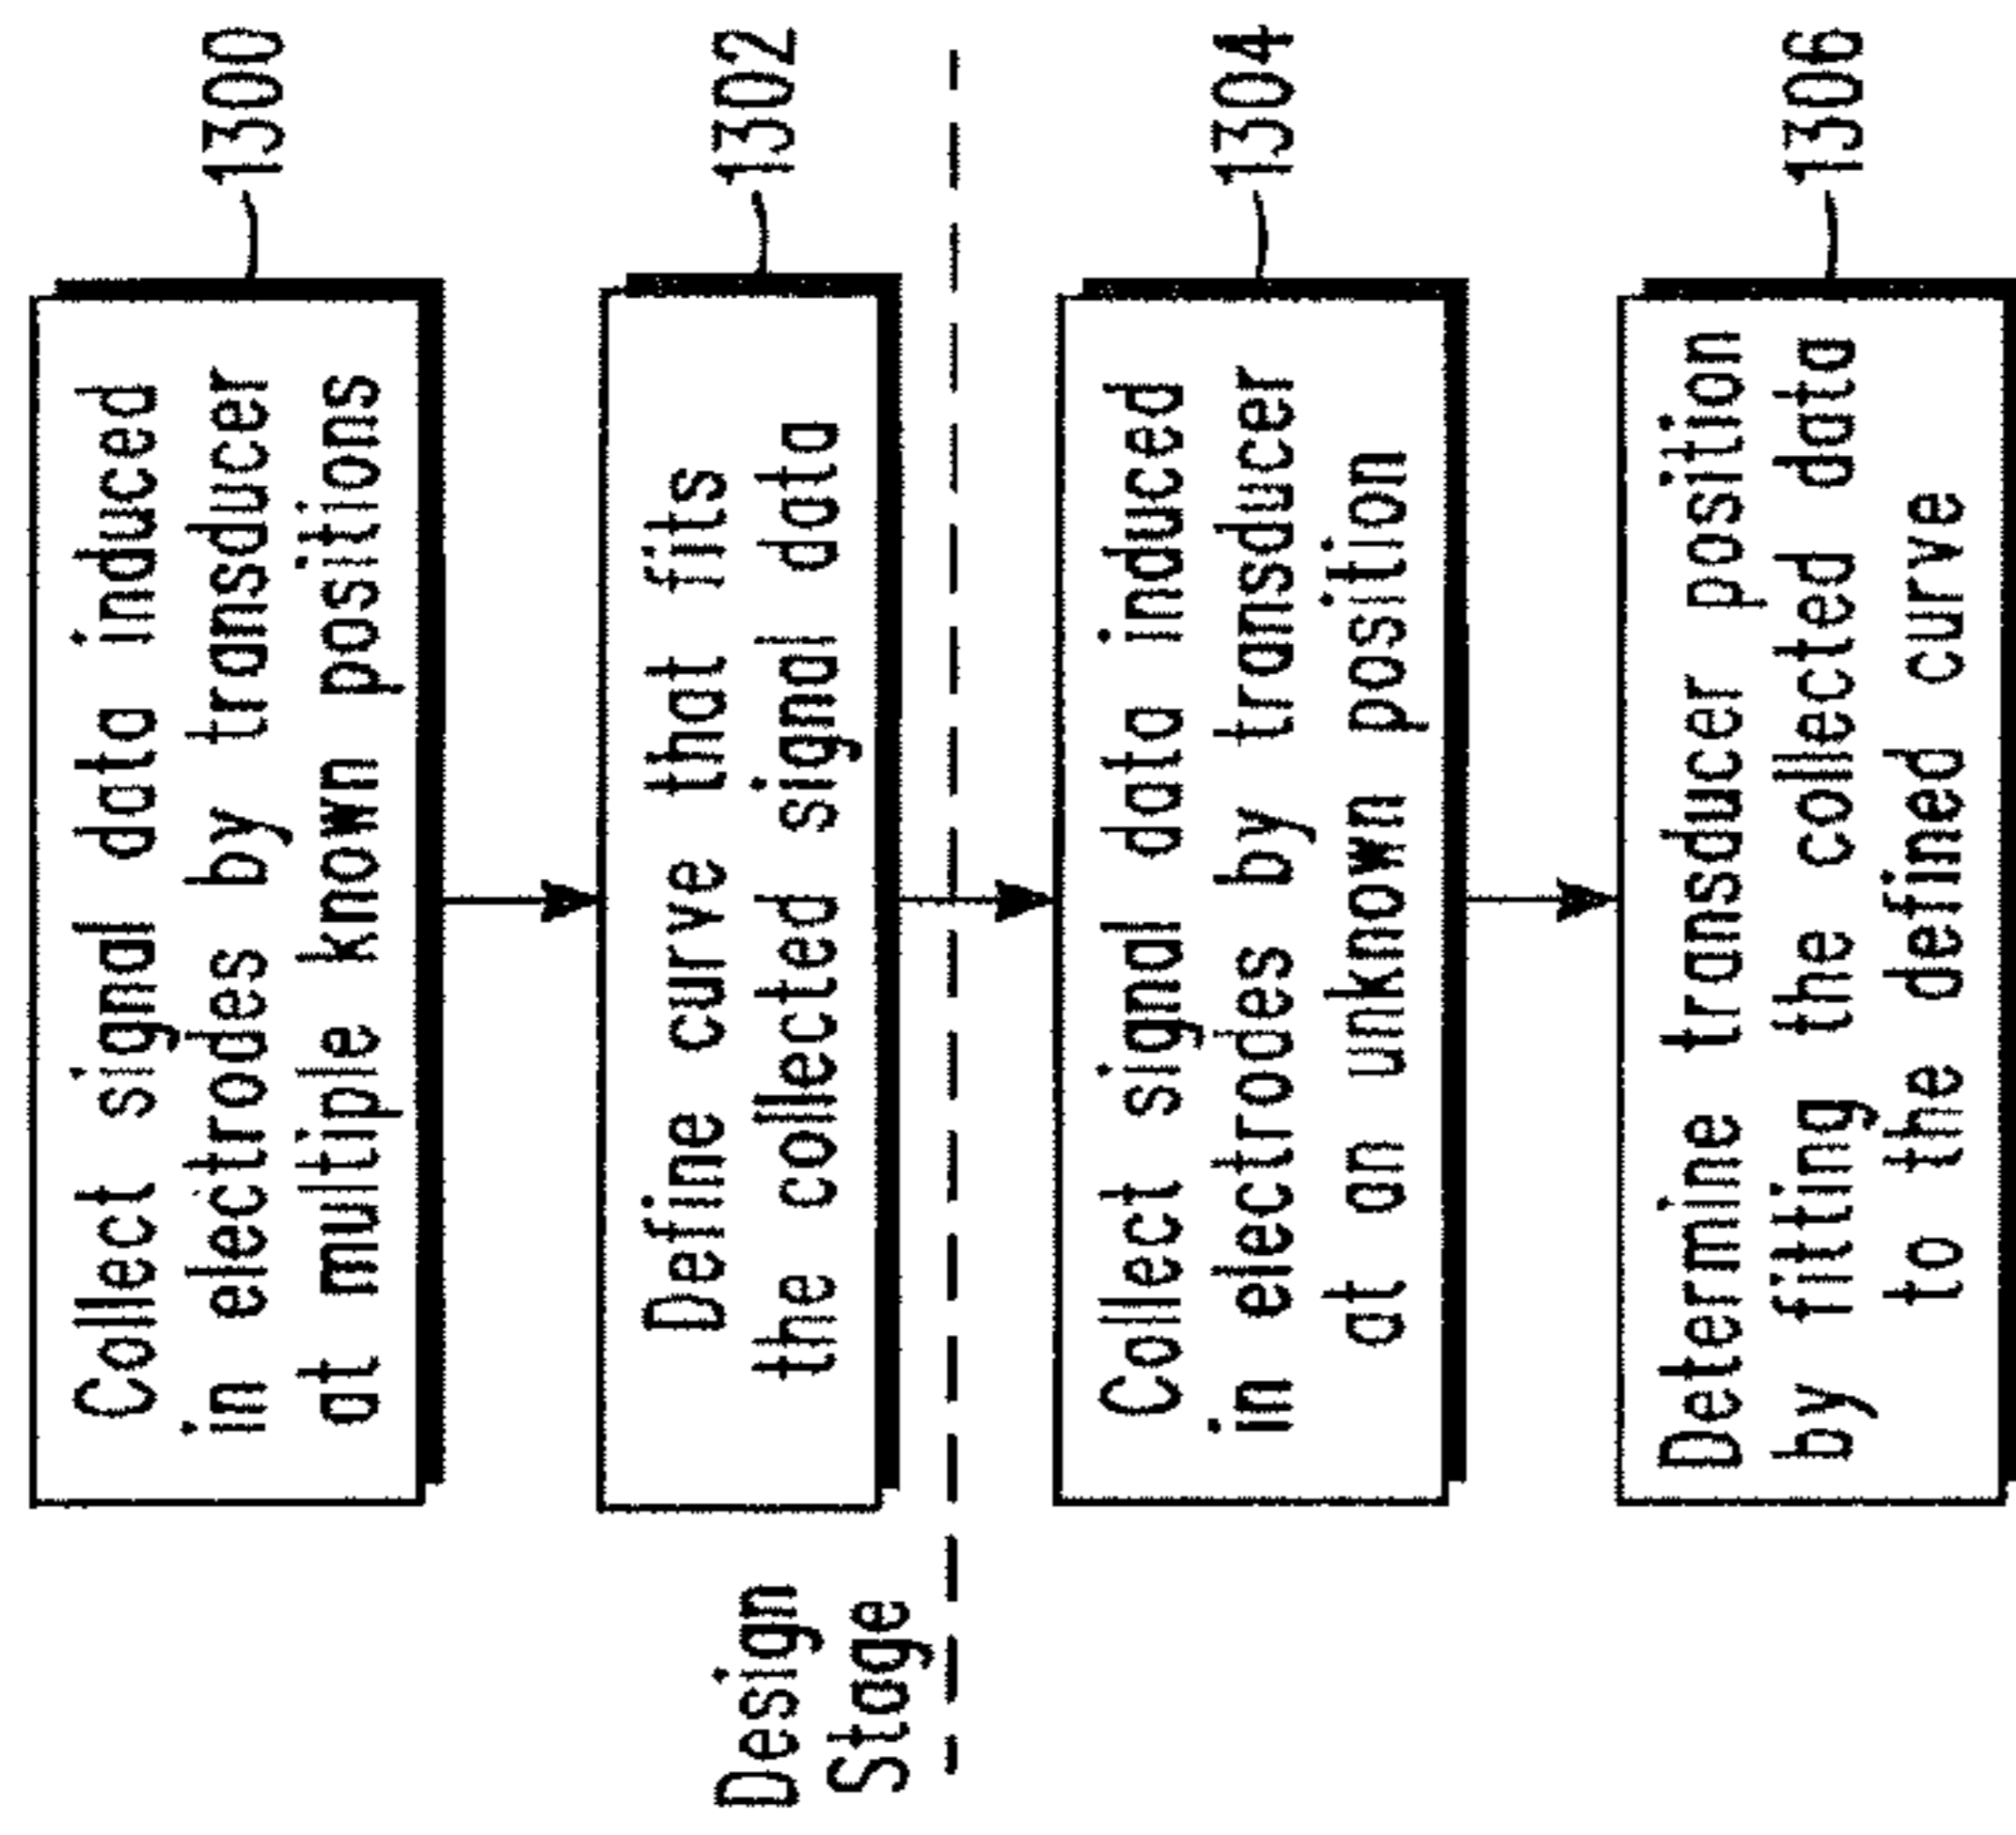 Collect signal data induced
in electrodes by transducer
at multiple known positions
1300
Define curve that fits
the collected signal data
1302
Design
Stage
Collect signal data induced
in electrodes by transducer
at an unknown position
1304
Determine transducer position
by fitting the collected data
to the defined curve
1306